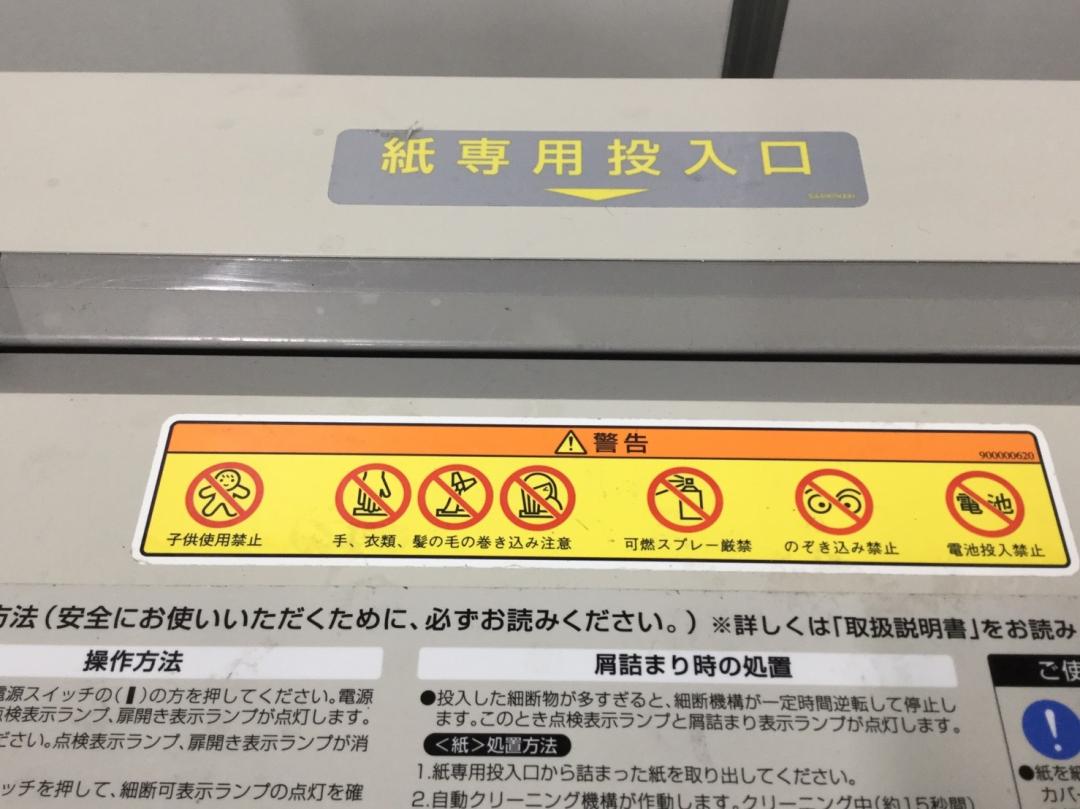 紙専用投入口
警告
900000620
電池
子供使用禁止
手、衣類、髪の毛の巻き込み注意
可燃スプレー厳禁
のぞき込み禁止
電池投入禁止
方法(安全にお使いいただくために、必ずお読みください。)※詳しくは「取扱説明書」をお読み
操作方法
電源スイッチの(❚)の方を押してください。電源
点検表示ランプ、扉開き表示ランプが点灯します。
ださい。点検表示ランプ、扉開き表示ランプが消
ッチを押して、細断可表示ランプの点灯を確
屑詰まり時の処置
●投入した細断物が多すぎると、細断機構が一定時間逆転して停止し
ます。このとき点検表示ランプと屑詰まり表示ランプが点灯します。
<紙>処置方法
1.紙専用投入口から詰まった紙を取り出してください。
2.自動クリーニング機構が作動します。クリーニング中(約15秒間)
ご使
●紙を細
カバー